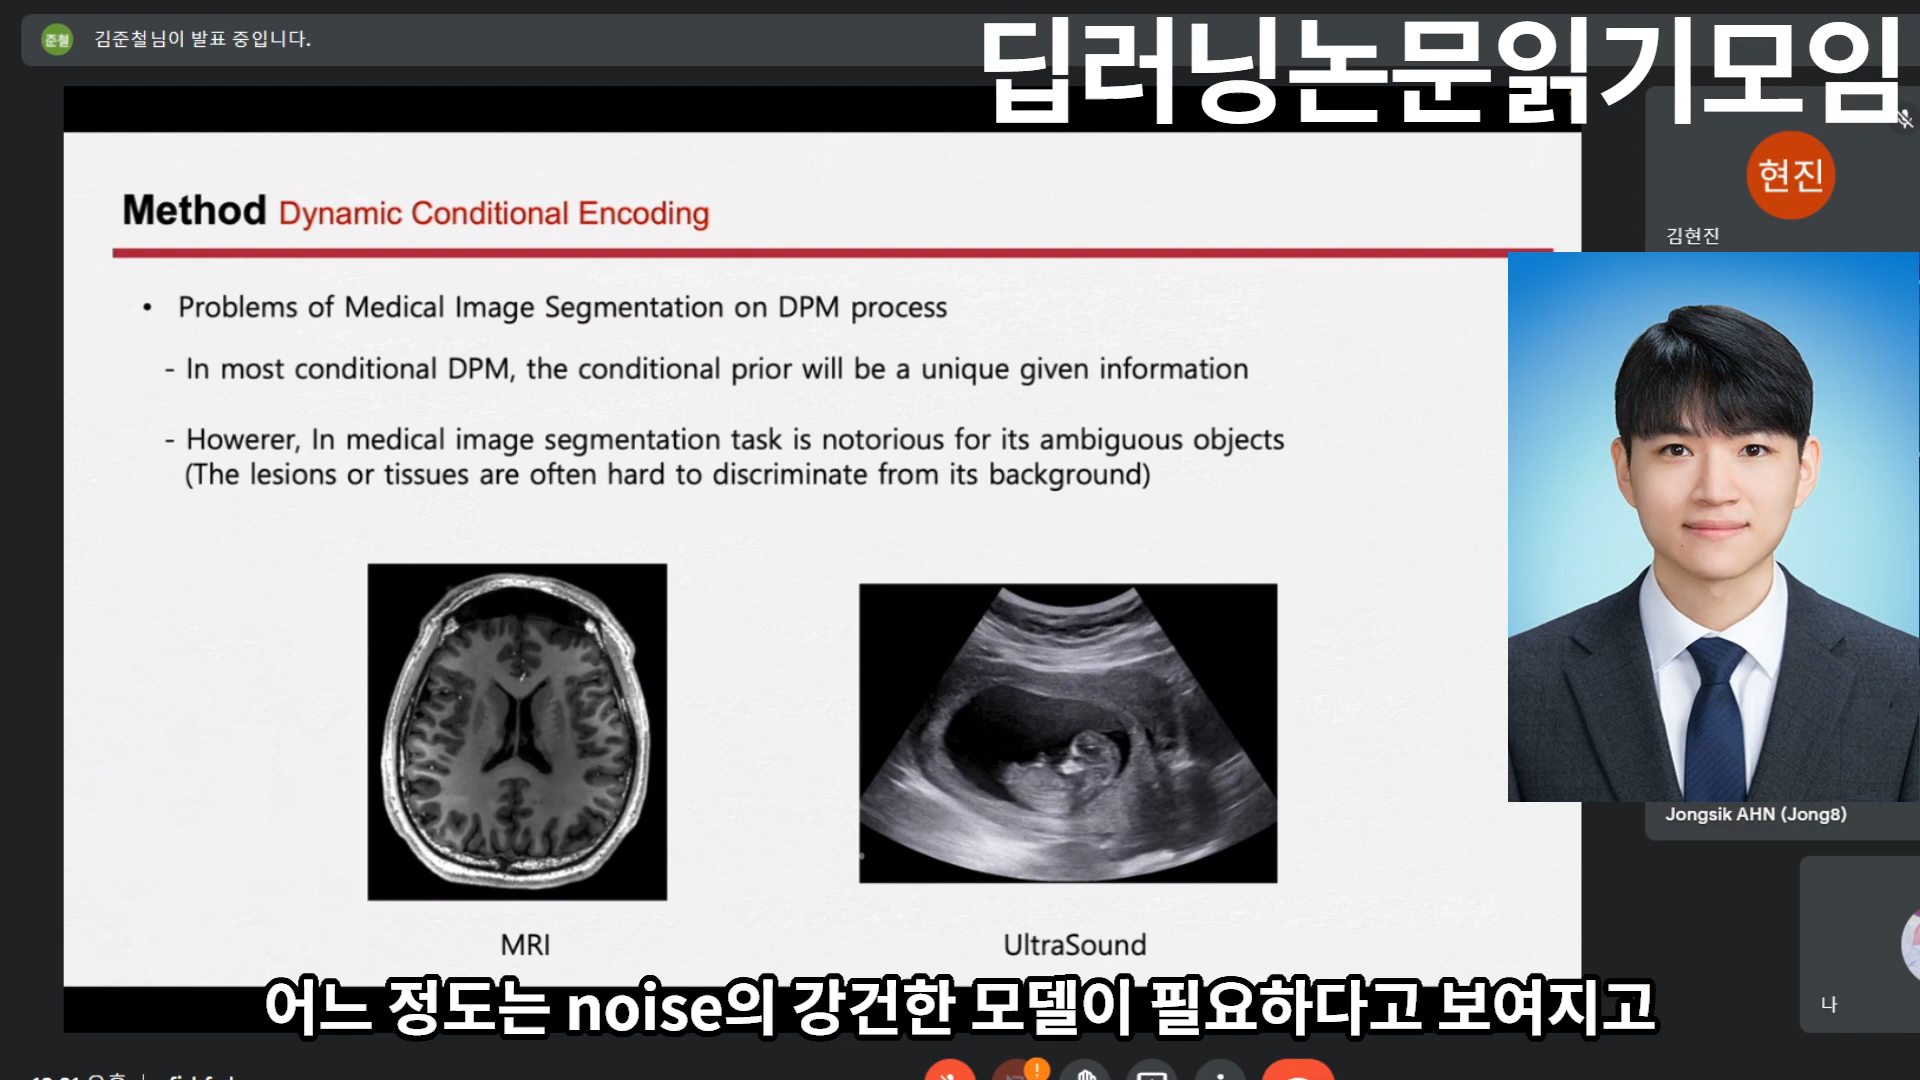 준철 김준철님이 발표 중입니다.
딥러닝논문읽기모임
현진
김현진
Method Dynamic Conditional Encoding
• Problems of Medical Image Segmentation on DPM process
- In most conditional DPM, the conditional prior will be a unique given information
- Howerer, In medical image segmentation task is notorious for its ambiguous objects
(The lesions or tissues are often hard to discriminate from its background)
Jongsik AHN (Jong8)
MRI
UltraSound
나
어느 정도는 noise의 강건한 모델이 필요하다고 보여지고